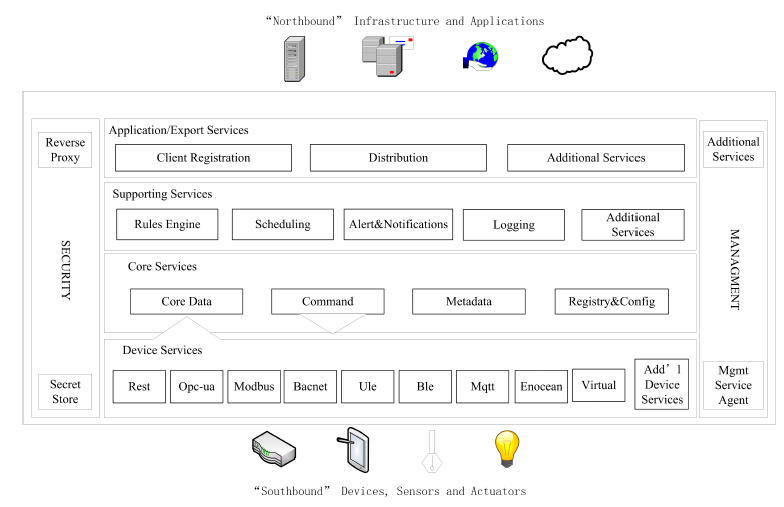 “Northbound” Infrastructure and Applications
Application/Export Services
Client Registration
Distribution
Additional Services
Supporting Services
Rules Engine
Scheduling
Alert&Notifications
Logging
Additional
Services
Core Services
Core Data
Command
Metadata
Registry&Config
Device Services
Rest
Opc-ua
Modbus
Bacnet
Ule
Ble
Mqtt
Enocean
Virtual
Add’l
Device
Services
Reverse
Proxy
SECURITY
Secret
Store
Additional
Services
MANAGMENT
Mgmt
Service
Agent
“Southbound” Devices, Sensors and Actuators